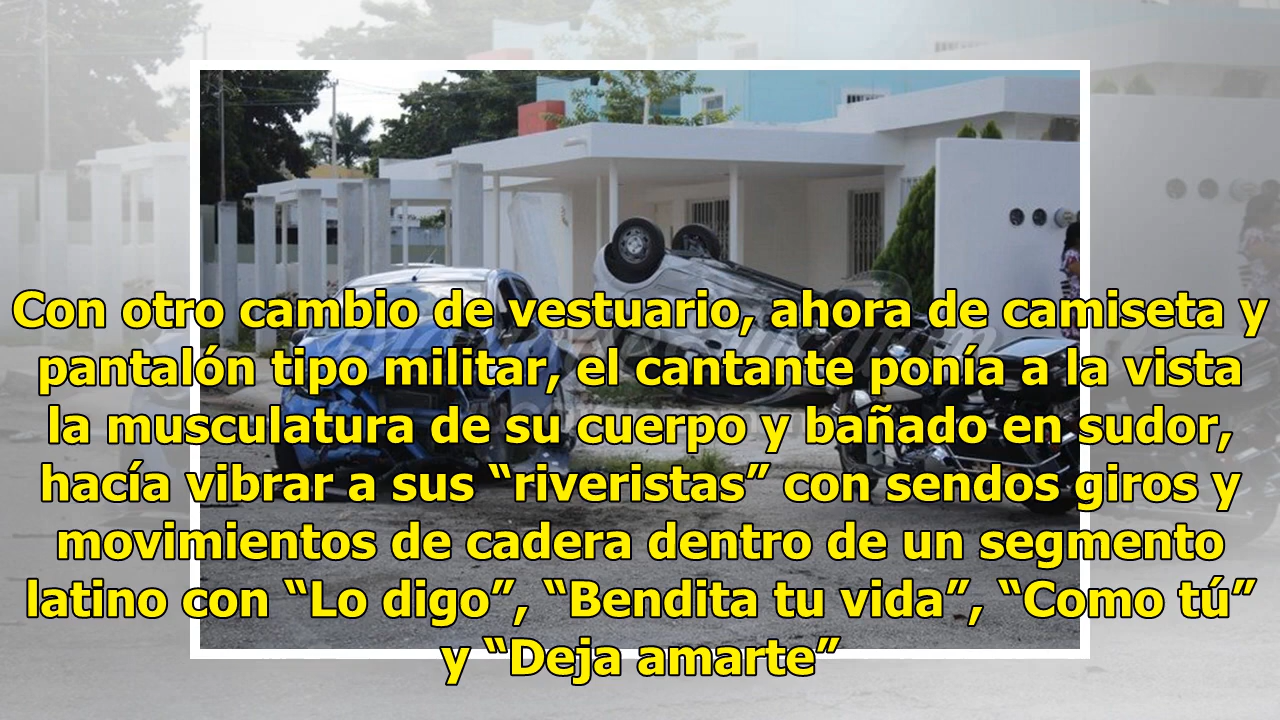 Con otro cambio de vestuario, ahora de camiseta y
pantalón tipo militar, el cantante ponía a la vista
la musculatura de su cuerpo y bañado en sudor,
hacía vibrar a sus “riveristas” con sendos giros y
movimientos de cadera dentro de un segmento
latino con “Lo digo”, “Bendita tu vida”, “Como tú”
y “Deja amarte”